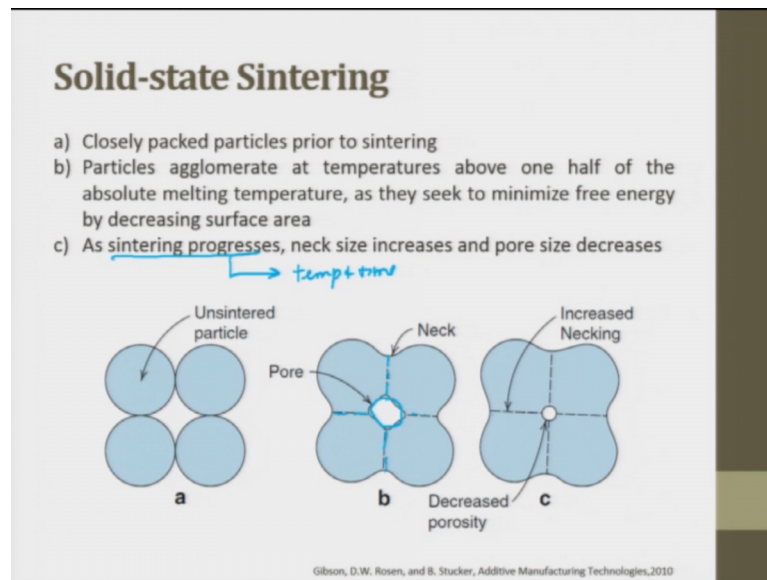 Solid-state Sintering
a) Closely packed particles prior to sintering
b) Particles agglomerate at temperatures above one half of the
absolute melting temperature, as they seek to minimize free energy
by decreasing surface area
c) As sintering progresses, neck size increases and pore size decreases
temp + time
Unsintered
particle
Pore
Neck
Increased
Necking
a
b
Decreased
porosity
c
Gibson, D.W. Rosen, and B. Stucker, Additive Manufacturing Technologies,2010